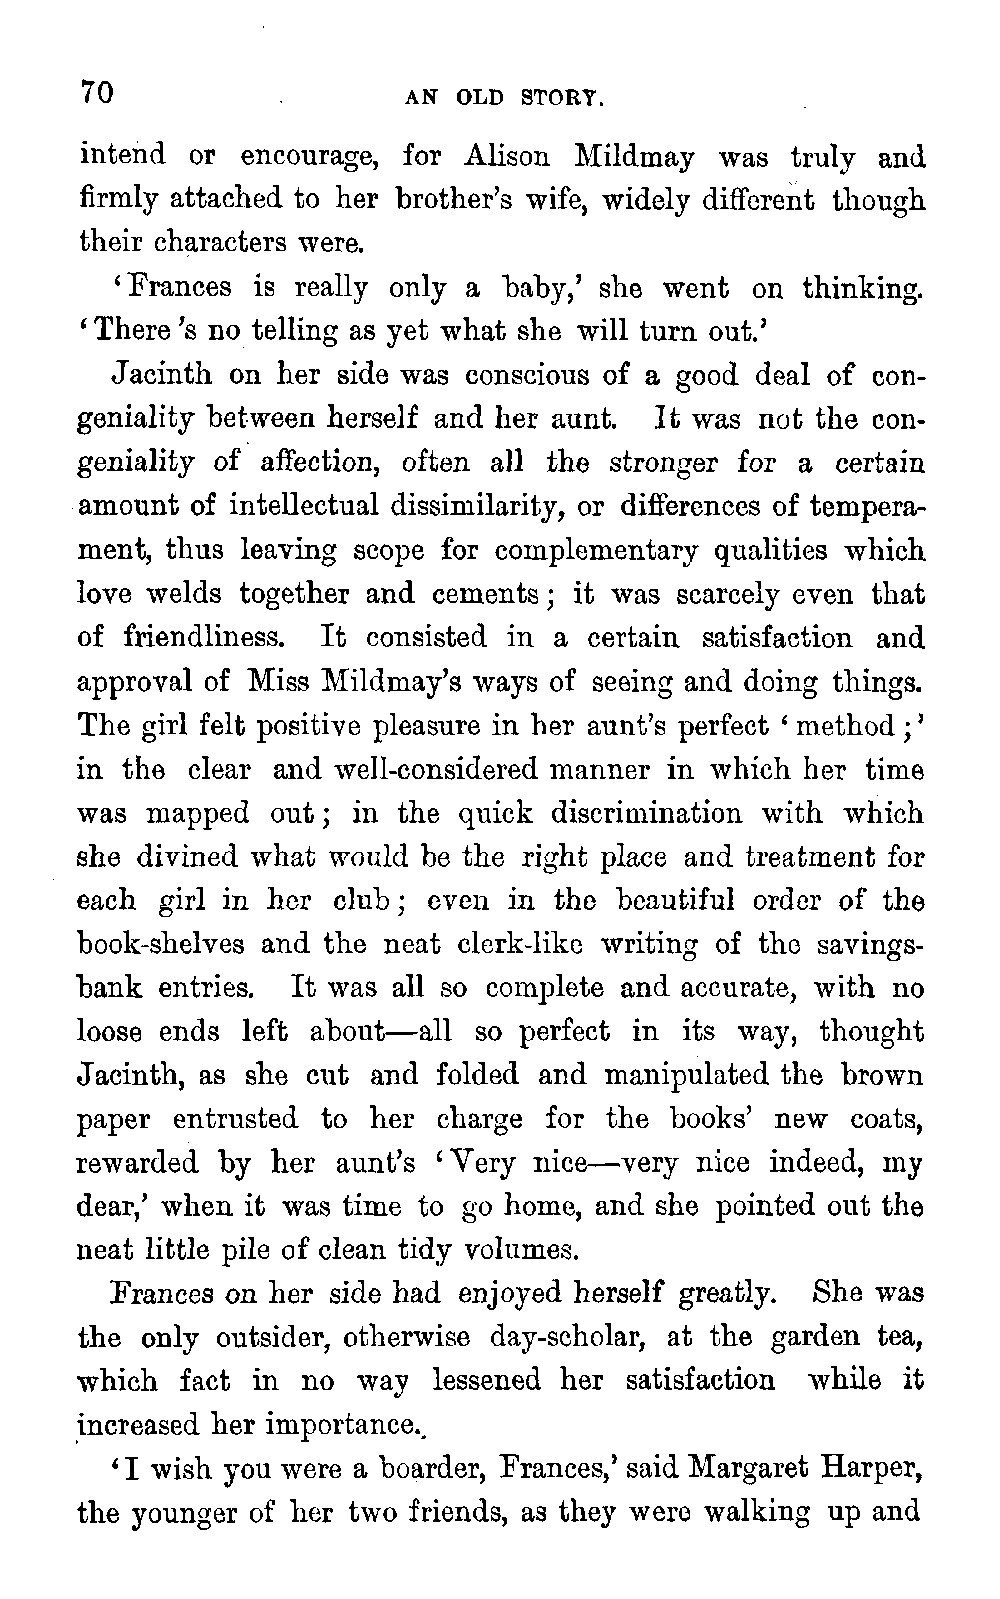 70 AN OLD STORY.
intend or encourage, for Alison Mildmay was truly and
firmly attached to her brother's wife, widely different though
their characters were.
'Frances is really only a baby,' she went on thinking.
'There's no telling as yet what she will turn out.'
Jacinth on her side was conscious of a good deal of con-
geniality between herself and her aunt. It was not the con-
geniality of affection, often all the stronger for a certain
amount of intellectual dissimilarity, or differences of tempera-
ment, thus leaving scope for complementary qualities which
love welds together and cements; it was scarcely even that
of friendliness. It consisted in a certain satisfaction and
approval of Miss Mildmay's ways of seeing and doing things.
The girl felt positive pleasure in her aunt's perfect 'method;'
in the clear and well-considered manner in which her time
was mapped out; in the quick discrimination with which
she divined what would be the right place and treatment for
each girl in her club; even in the beautiful order of the
book-shelves and the neat clerk-like writing of the savings-
bank entries. It was all so complete and accurate, with no
loose ends left about—all so perfect in its way, thought
Jacinth, as she cut and folded and manipulated the brown
paper entrusted to her charge for the books' new coats,
rewarded by her aunt's 'Very nice—very nice indeed, my
dear,' when it was time to go home, and she pointed out the
neat little pile of clean tidy volumes.
Frances on her side had enjoyed herself greatly. She was
the only outsider, otherwise day-scholar, at the garden tea,
which fact in no way lessened her satisfaction while it
increased her importance.
'I wish you were a boarder, Frances,' said Margaret Harper,
the younger of her two friends, as they were walking up and